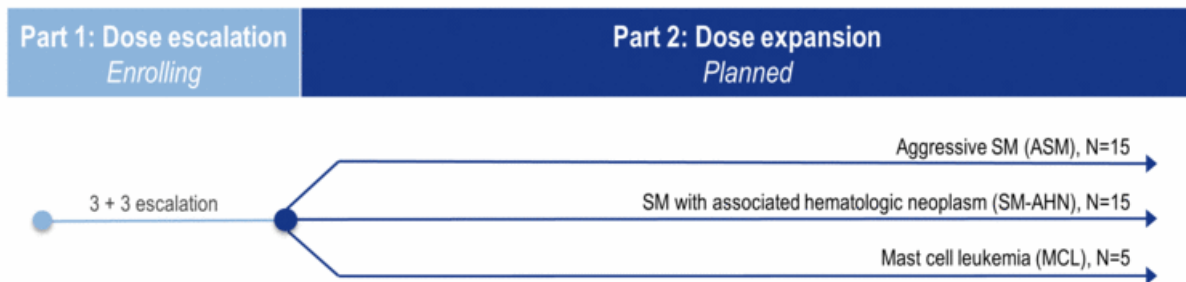 Part 1: Dose escalation
Enrolling
Part 2: Dose expansion
Planned
Aggressive SM (ASM), N=15
3 + 3 escalation
SM with associated hematologic neoplasm (SM-AHN), N=15
Mast cell leukemia (MCL), N=5